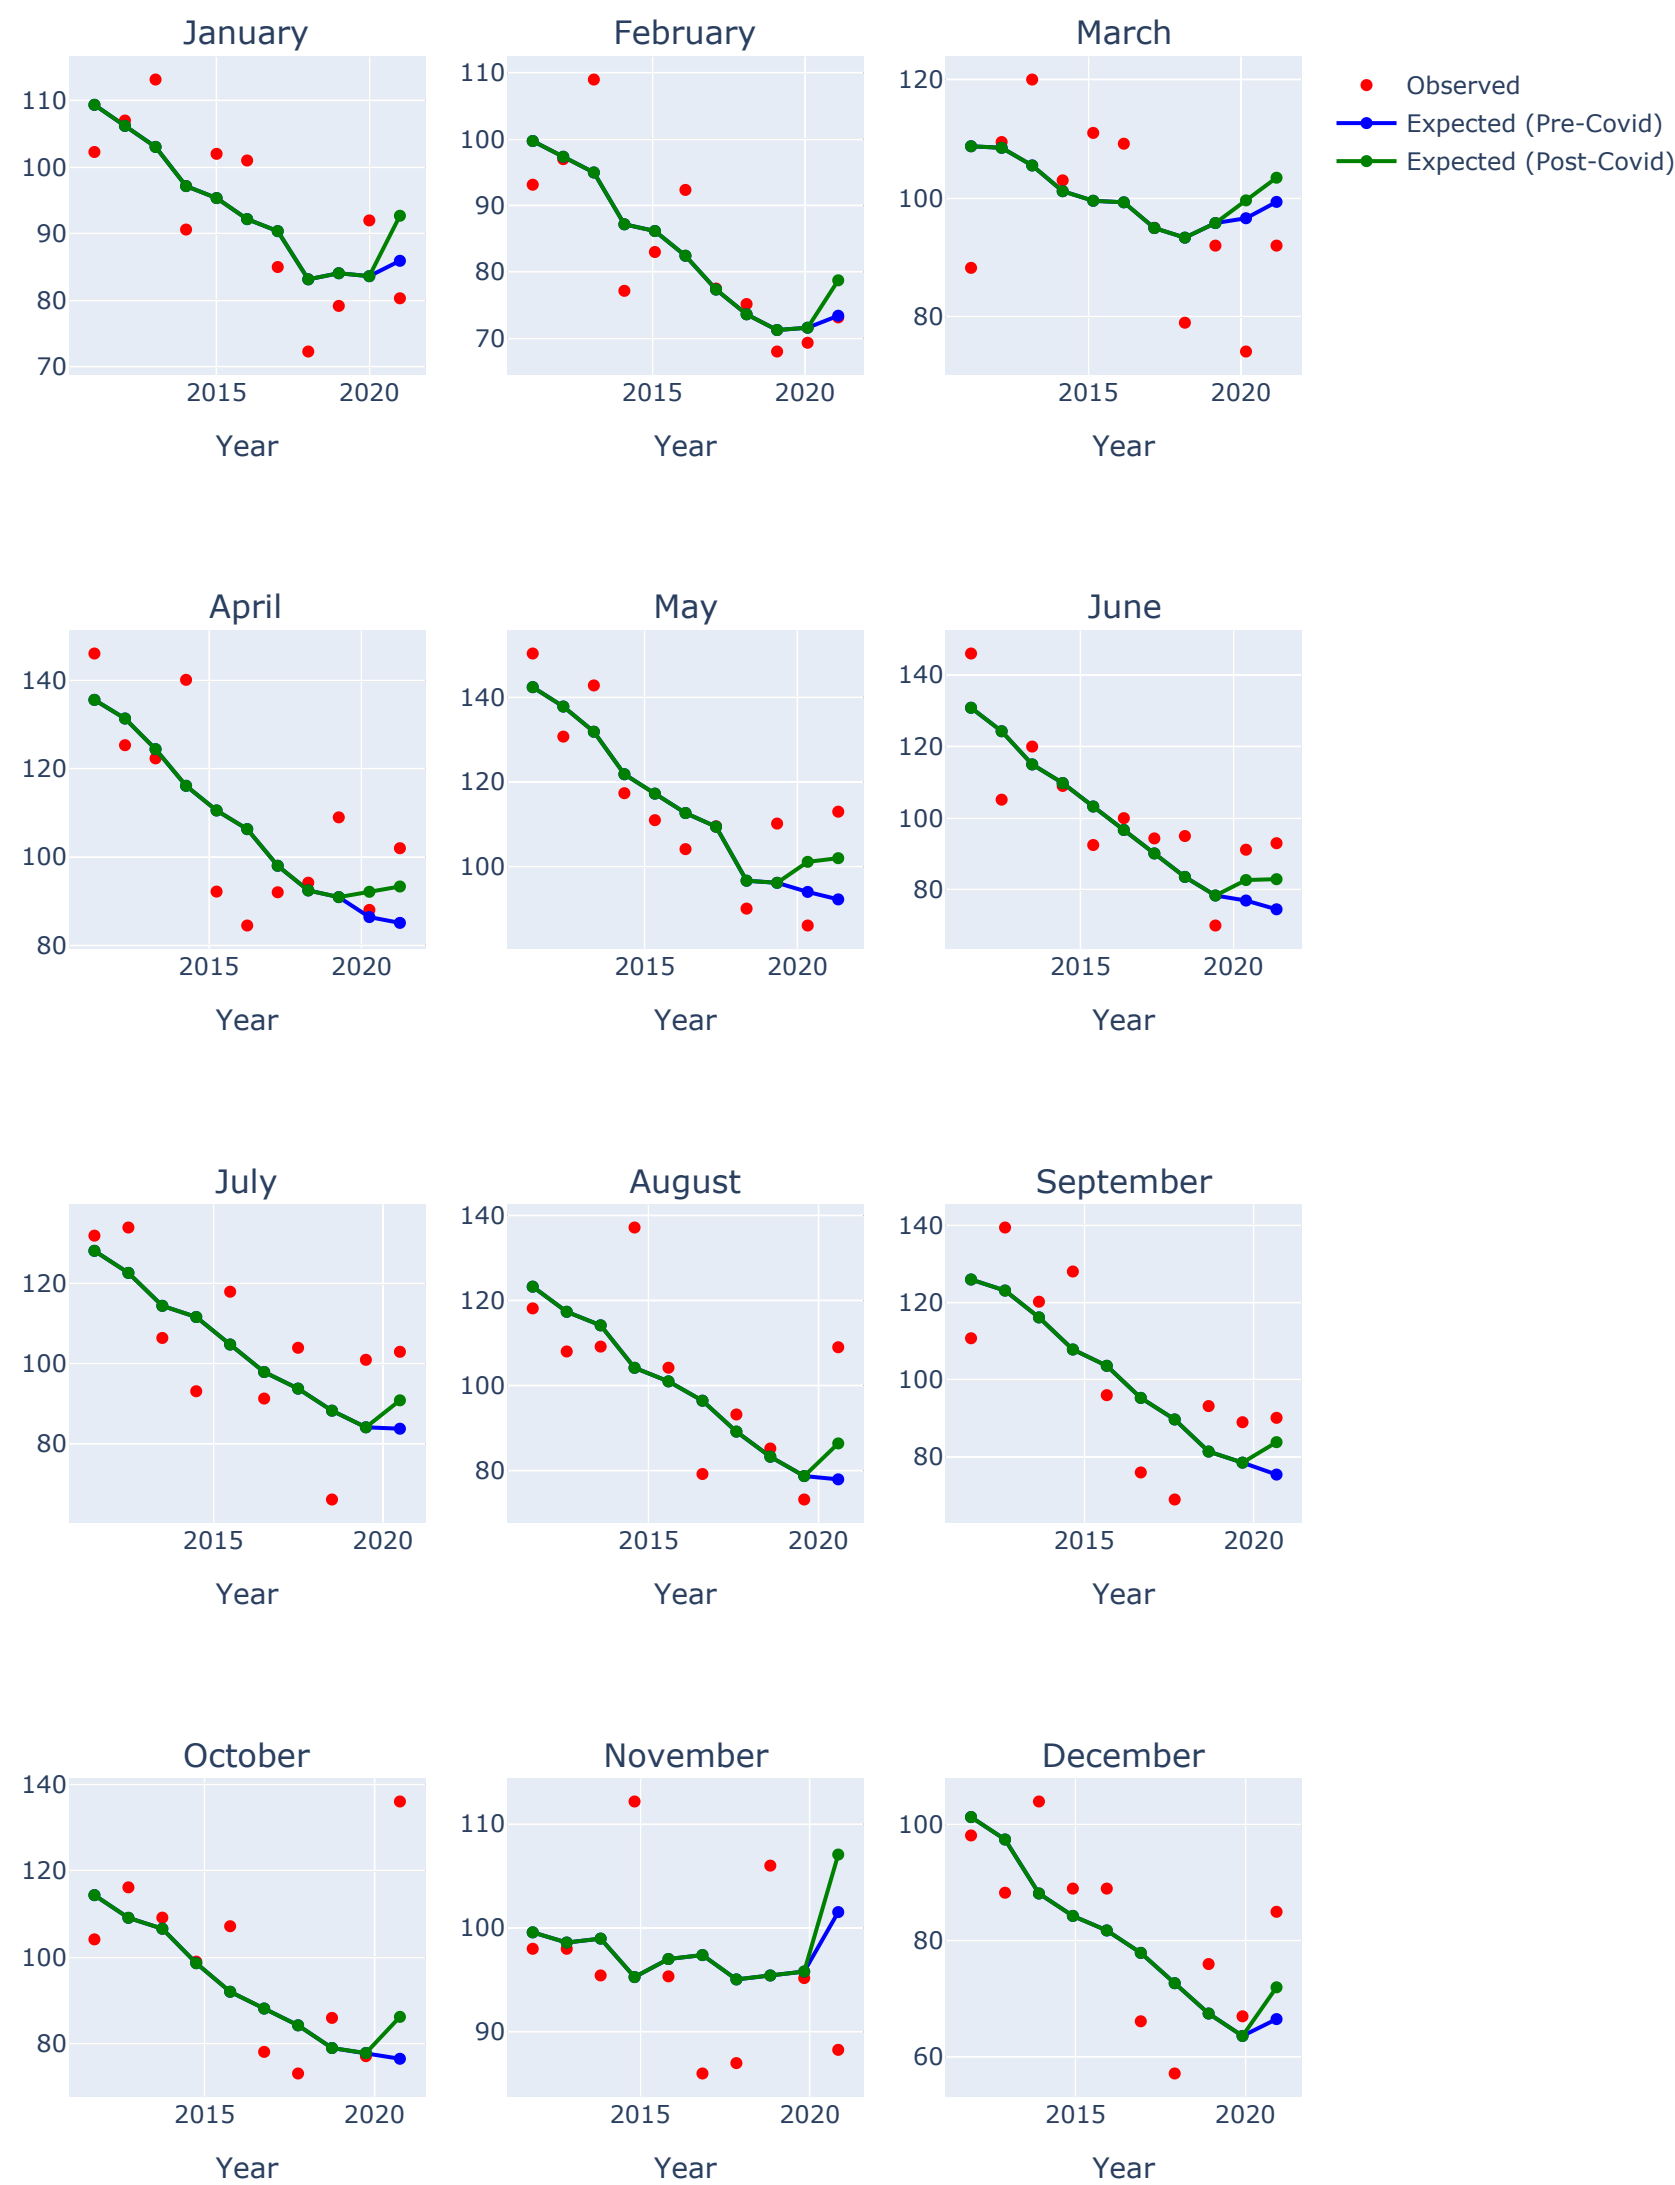 January
February
March
110
100
90
80
70
2015
2020
Year
110
100
90
80
70
2015
2020
Year
120
100
80
2015
2020
Year
Observed
Expected (Pre-Covid)
Expected (Post-Covid)
April
May
June
140
120
100
80
2015
2020
Year
140
120
100
2015
2020
Year
140
120
100
80
2015
2020
Year
July
August
September
120
100
80
2015
2020
Year
140
120
100
80
2015
2020
Year
140
120
100
80
2015
2020
Year
October
November
December
140
120
100
80
2015
2020
Year
110
100
90
2015
2020
Year
100
80
60
2015
2020
Year